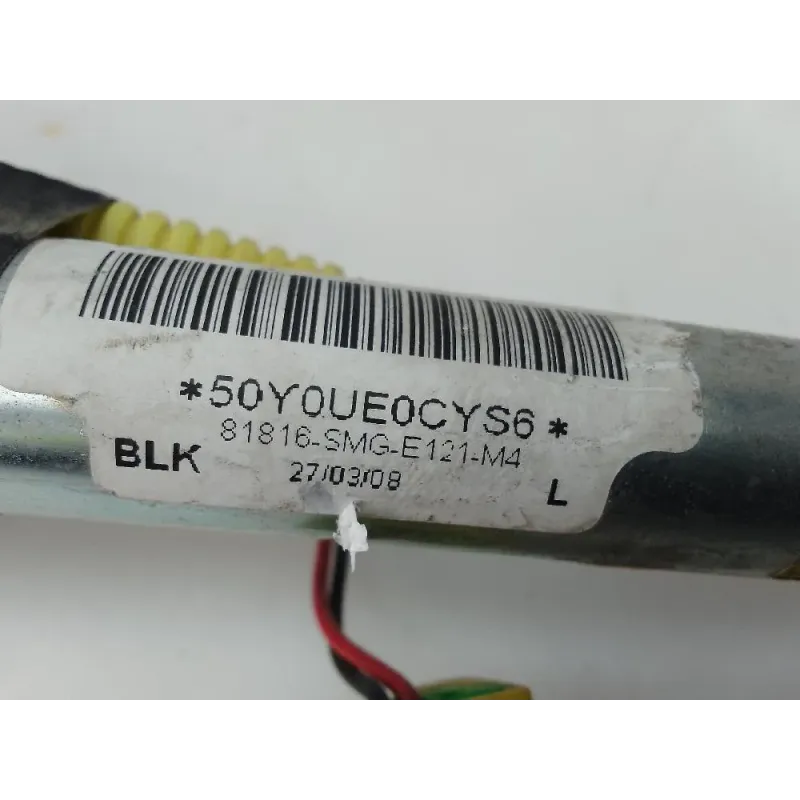 *50Y0UE0CYS6*
81816-SMG-E121-M4
BLK 27/03/08 L